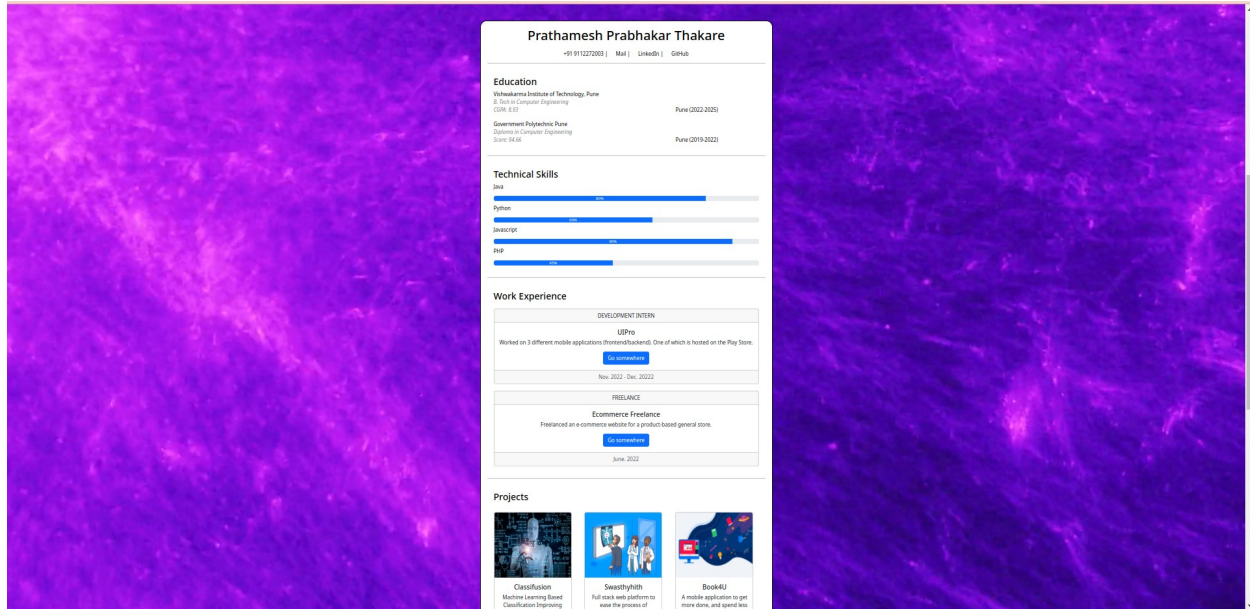 Prathamesh Prabhakar Thakare
+91 9112272003 | Mail | LinkedIn | GitHub
Education
Vishwakarma Institute of Technology, Pune
B. Tech in Computer Engineering
CGPA: 8.93 Pune (2022-2025)
Government Polytechnic Pune
Diploma in Computer Engineering
Score: 94.66 Pune (2019-2022)
Technical Skills
Java
80%
Python
60%
Javascript
90%
PHP
45%
Work Experience
DEVELOPMENT INTERN
UIPro
Worked on 3 different mobile applications (frontend/backend). One of which is hosted on the Play Store.
Go somewhere
Nov. 2022 - Dec. 20222
FREELANCE
Ecommerce Freelance
Freelanced an e-commerce website for a product-based general store.
Go somewhere
June. 2022
Projects
Classifusion Swasthyhith Book4U
Machine Learning Based Full stack web platform to A mobile application to get
Classification Improving ease the process of more done, and spend less